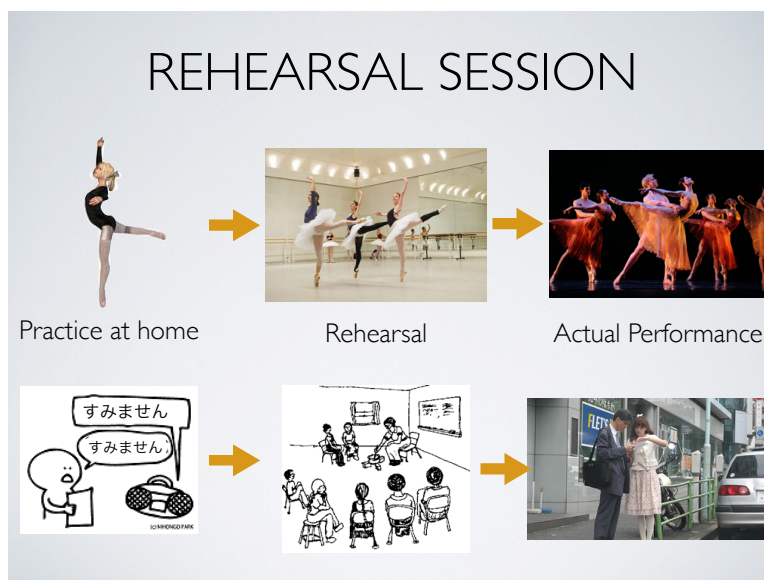 REHEARSAL SESSION
Practice at home
Rehearsal
Actual Performance
すみません
すみません
(C) NIHONGO PARK
FLET'S